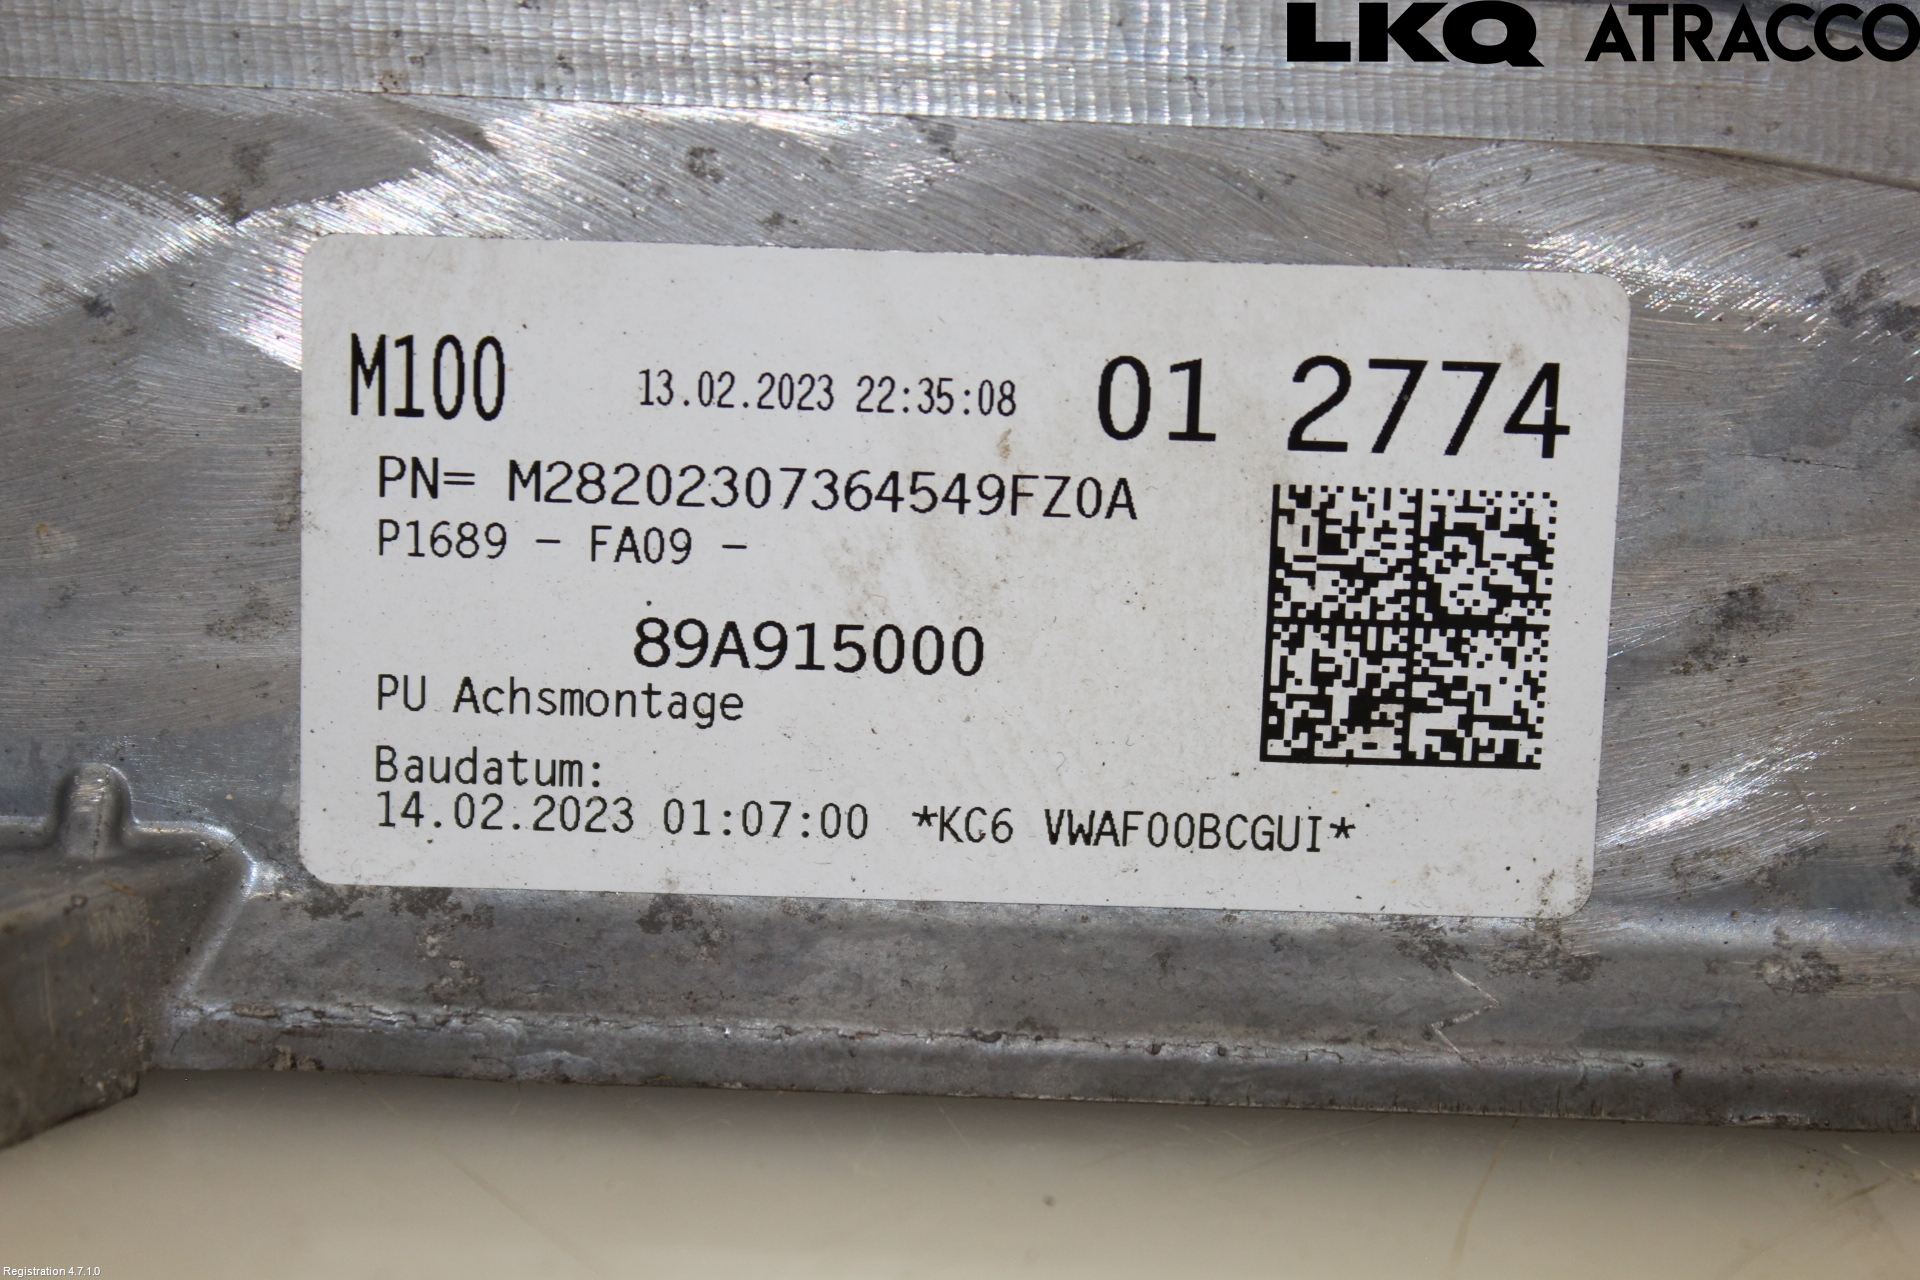 LKQ ATRACCO
M100 13.02.2023 22:35:08 01 2774
PN= M28202307364549FZ0A
P1689 - FA09 -
89A915000
PU Achsmontage
Baudatum:
14.02.2023 01:07:00 *KC6 VWAF00BCGUI*
Registration 4.7.1.0